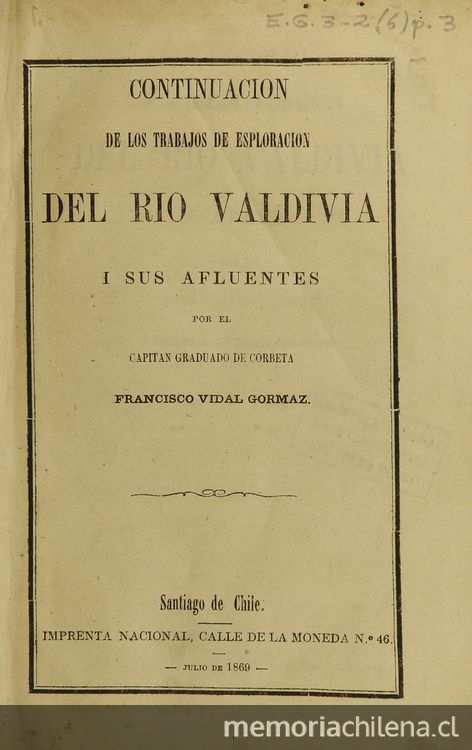 E.G. 3-2 (6) p. 3
CONTINUACION
DE LOS TRABAJOS DE ESPLORACION
DEL RIO VALDIVIA
I SUS AFLUENTES
POR EL
CAPITAN GRADUADO DE CORBETA
FRANCISCO VIDAL GORMAZ.
Santiago de Chile.
IMPRENTA NACIONAL, CALLE DE LA MONEDA N.º 46.
— JULIO DE 1869 —
memoriachilena.cl